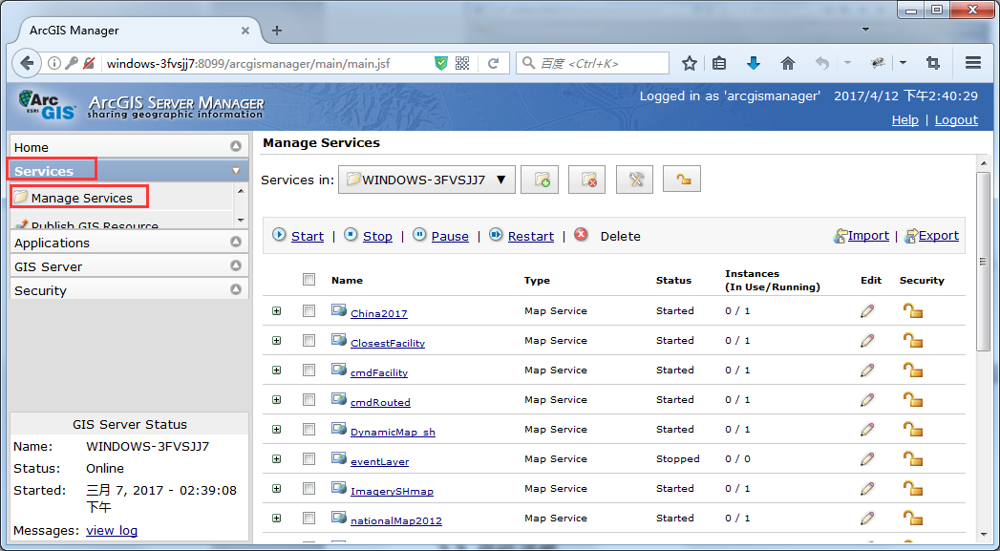 ArcGIS Manager
windows-3fvsjj7:8099/arcgismanager/main/main.jsf
百度 <Ctrl+K>
ArcGIS
ESRI
ArcGIS Server Manager
sharing geographic information
Logged in as 'arcgismanager' 2017/4/12 下午2:40:29
Help | Logout
Home
Services
Manage Services
Publish GIS Resource
Applications
GIS Server
Security
GIS Server Status
Name: WINDOWS-3FVSJJ7
Status: Online
Started: 三月 7, 2017 - 02:39:08
下午
Messages: view log
Manage Services
Services in: WINDOWS-3FVSJJ7
Start | Stop | Pause | Restart | Delete Import | Export
Name Type Status Instances (In Use/Running) Edit Security
China2017 Map Service Started 0 / 1
ClosestFacility Map Service Started 0 / 1
cmdFacility Map Service Started 0 / 1
cmdRouted Map Service Started 0 / 1
DynamicMap_sh Map Service Started 0 / 1
eventLayer Map Service Stopped 0 / 0
ImagerySHmap Map Service Started 0 / 1
nationalMap2012 Map Service Started 0 / 1